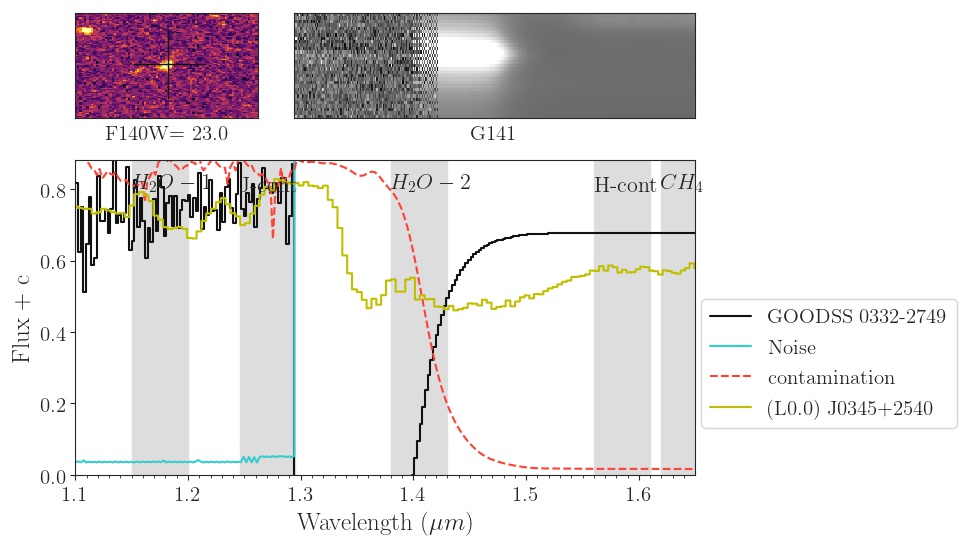 F140W= 23.0
G141
H₂O − 1
J-cont
H₂O − 2
H-cont
CH₄
Flux + c
0.8
0.6
0.4
0.2
0.0
1.1
1.2
1.3
1.4
1.5
1.6
Wavelength (μm)
GOODSS 0332-2749
Noise
contamination
(L0.0) J0345+2540